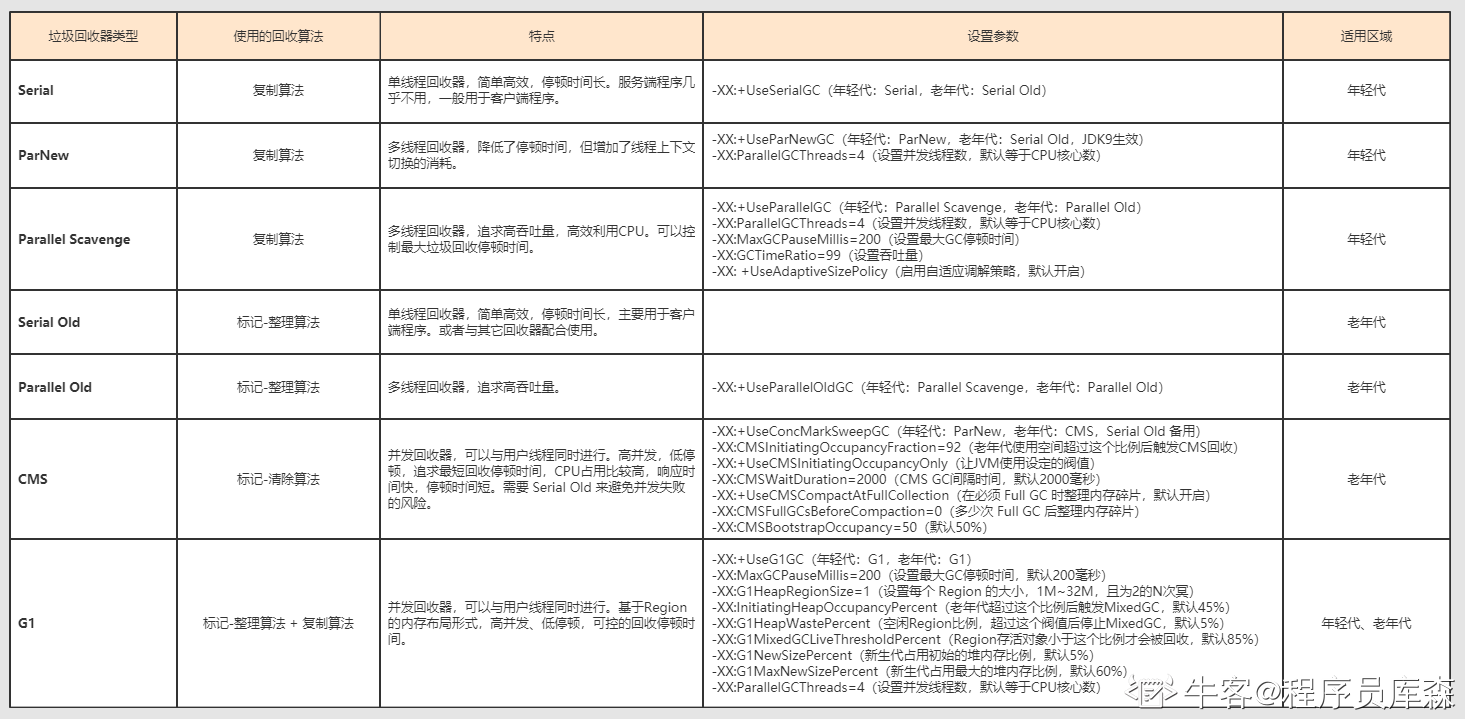 垃圾回收器类型
使用的回收算法
特点
设置参数
适用区域
Serial
复制算法
单线程回收器，简单高效，停顿时间长。服务端程序几
乎不用，一般用于客户端程序。
-XX:+UseSerialGC（年轻代：Serial，老年代：Serial Old）
年轻代
ParNew
复制算法
多线程回收器，降低了停顿时间，但增加了线程上下文
切换的消耗。
-XX:+UseParNewGC（年轻代：ParNew，老年代：Serial Old，JDK9生效）
-XX:ParallelGCThreads=4（设置并发线程数，默认等于CPU核心数）
年轻代
Parallel Scavenge
复制算法
多线程回收器，追求高吞吐量，高效利用CPU。可以控
制最大垃圾回收停顿时间。
-XX:+UseParallelGC（年轻代：Parallel Scavenge，老年代：Parallel Old）
-XX:ParallelGCThreads=4（设置并发线程数，默认等于CPU核心数）
-XX:MaxGCPauseMillis=200（设置最大GC停顿时间）
-XX:GCTimeRatio=99（设置吞吐量）
-XX: +UseAdaptiveSizePolicy（启用自适应调解策略，默认开启）
年轻代
Serial Old
标记-整理算法
单线程回收器，简单高效，停顿时间长，主要用于客户
端程序。或者与其它回收器配合使用。
老年代
Parallel Old
标记-整理算法
多线程回收器，追求高吞吐量。
-XX:+UseParallelOldGC（年轻代：Parallel Scavenge，老年代：Parallel Old）
老年代
CMS
标记-清除算法
并发回收器，可以与用户线程同时进行。高并发，低停
顿，追求最短回收停顿时间，CPU占用比较高，响应时
间快，停顿时间短。需要 Serial Old 来避免并发失败
的风险。
-XX:+UseConcMarkSweepGC（年轻代：ParNew，老年代：CMS，Serial Old 备用）
-XX:CMSInitiatingOccupancyFraction=92（老年代使用空间超过这个比例后触发CMS回收）
-XX:+UseCMSInitiatingOccupancyOnly（让JVM使用设定的阀值）
-XX:CMSWaitDuration=2000（CMS GC间隔时间，默认2000毫秒）
-XX:+UseCMSCompactAtFullCollection（在必须 Full GC 时整理内存碎片，默认开启）
-XX:CMSFullGCsBeforeCompaction=0（多少次 Full GC 后整理内存碎片）
-XX:CMSBootstrapOccupancy=50（默认50%）
老年代
G1
标记-整理算法 + 复制算法
并发回收器，可以与用户线程同时进行。基于Region
的内存布局形式，高并发、低停顿，可控的回收停顿时
间。
-XX:+UseG1GC（年轻代：G1，老年代：G1）
-XX:MaxGCPauseMillis=200（设置最大GC停顿时间，默认200毫秒）
-XX:G1HeapRegionSize=1（设置每个 Region 的大小，1M~32M，且为2的N次冥）
-XX:InitiatingHeapOccupancyPercent（老年代超过这个比例后触发MixedGC，默认45%）
-XX:G1HeapWastePercent（空闲Region比例，超过这个阀值后停止MixedGC，默认5%）
-XX:G1MixedGCLiveThresholdPercent（Region存活对象小于这个比例才会被回收，默认85%）
-XX:G1NewSizePercent（新生代占用初始的堆内存比例，默认5%）
-XX:G1MaxNewSizePercent（新生代占用最大的堆内存比例，默认60%）
-XX:ParallelGCThreads=4（设置并发线程数，默认等于CPU核心数）
年轻代、老年代
牛客@程序员库森